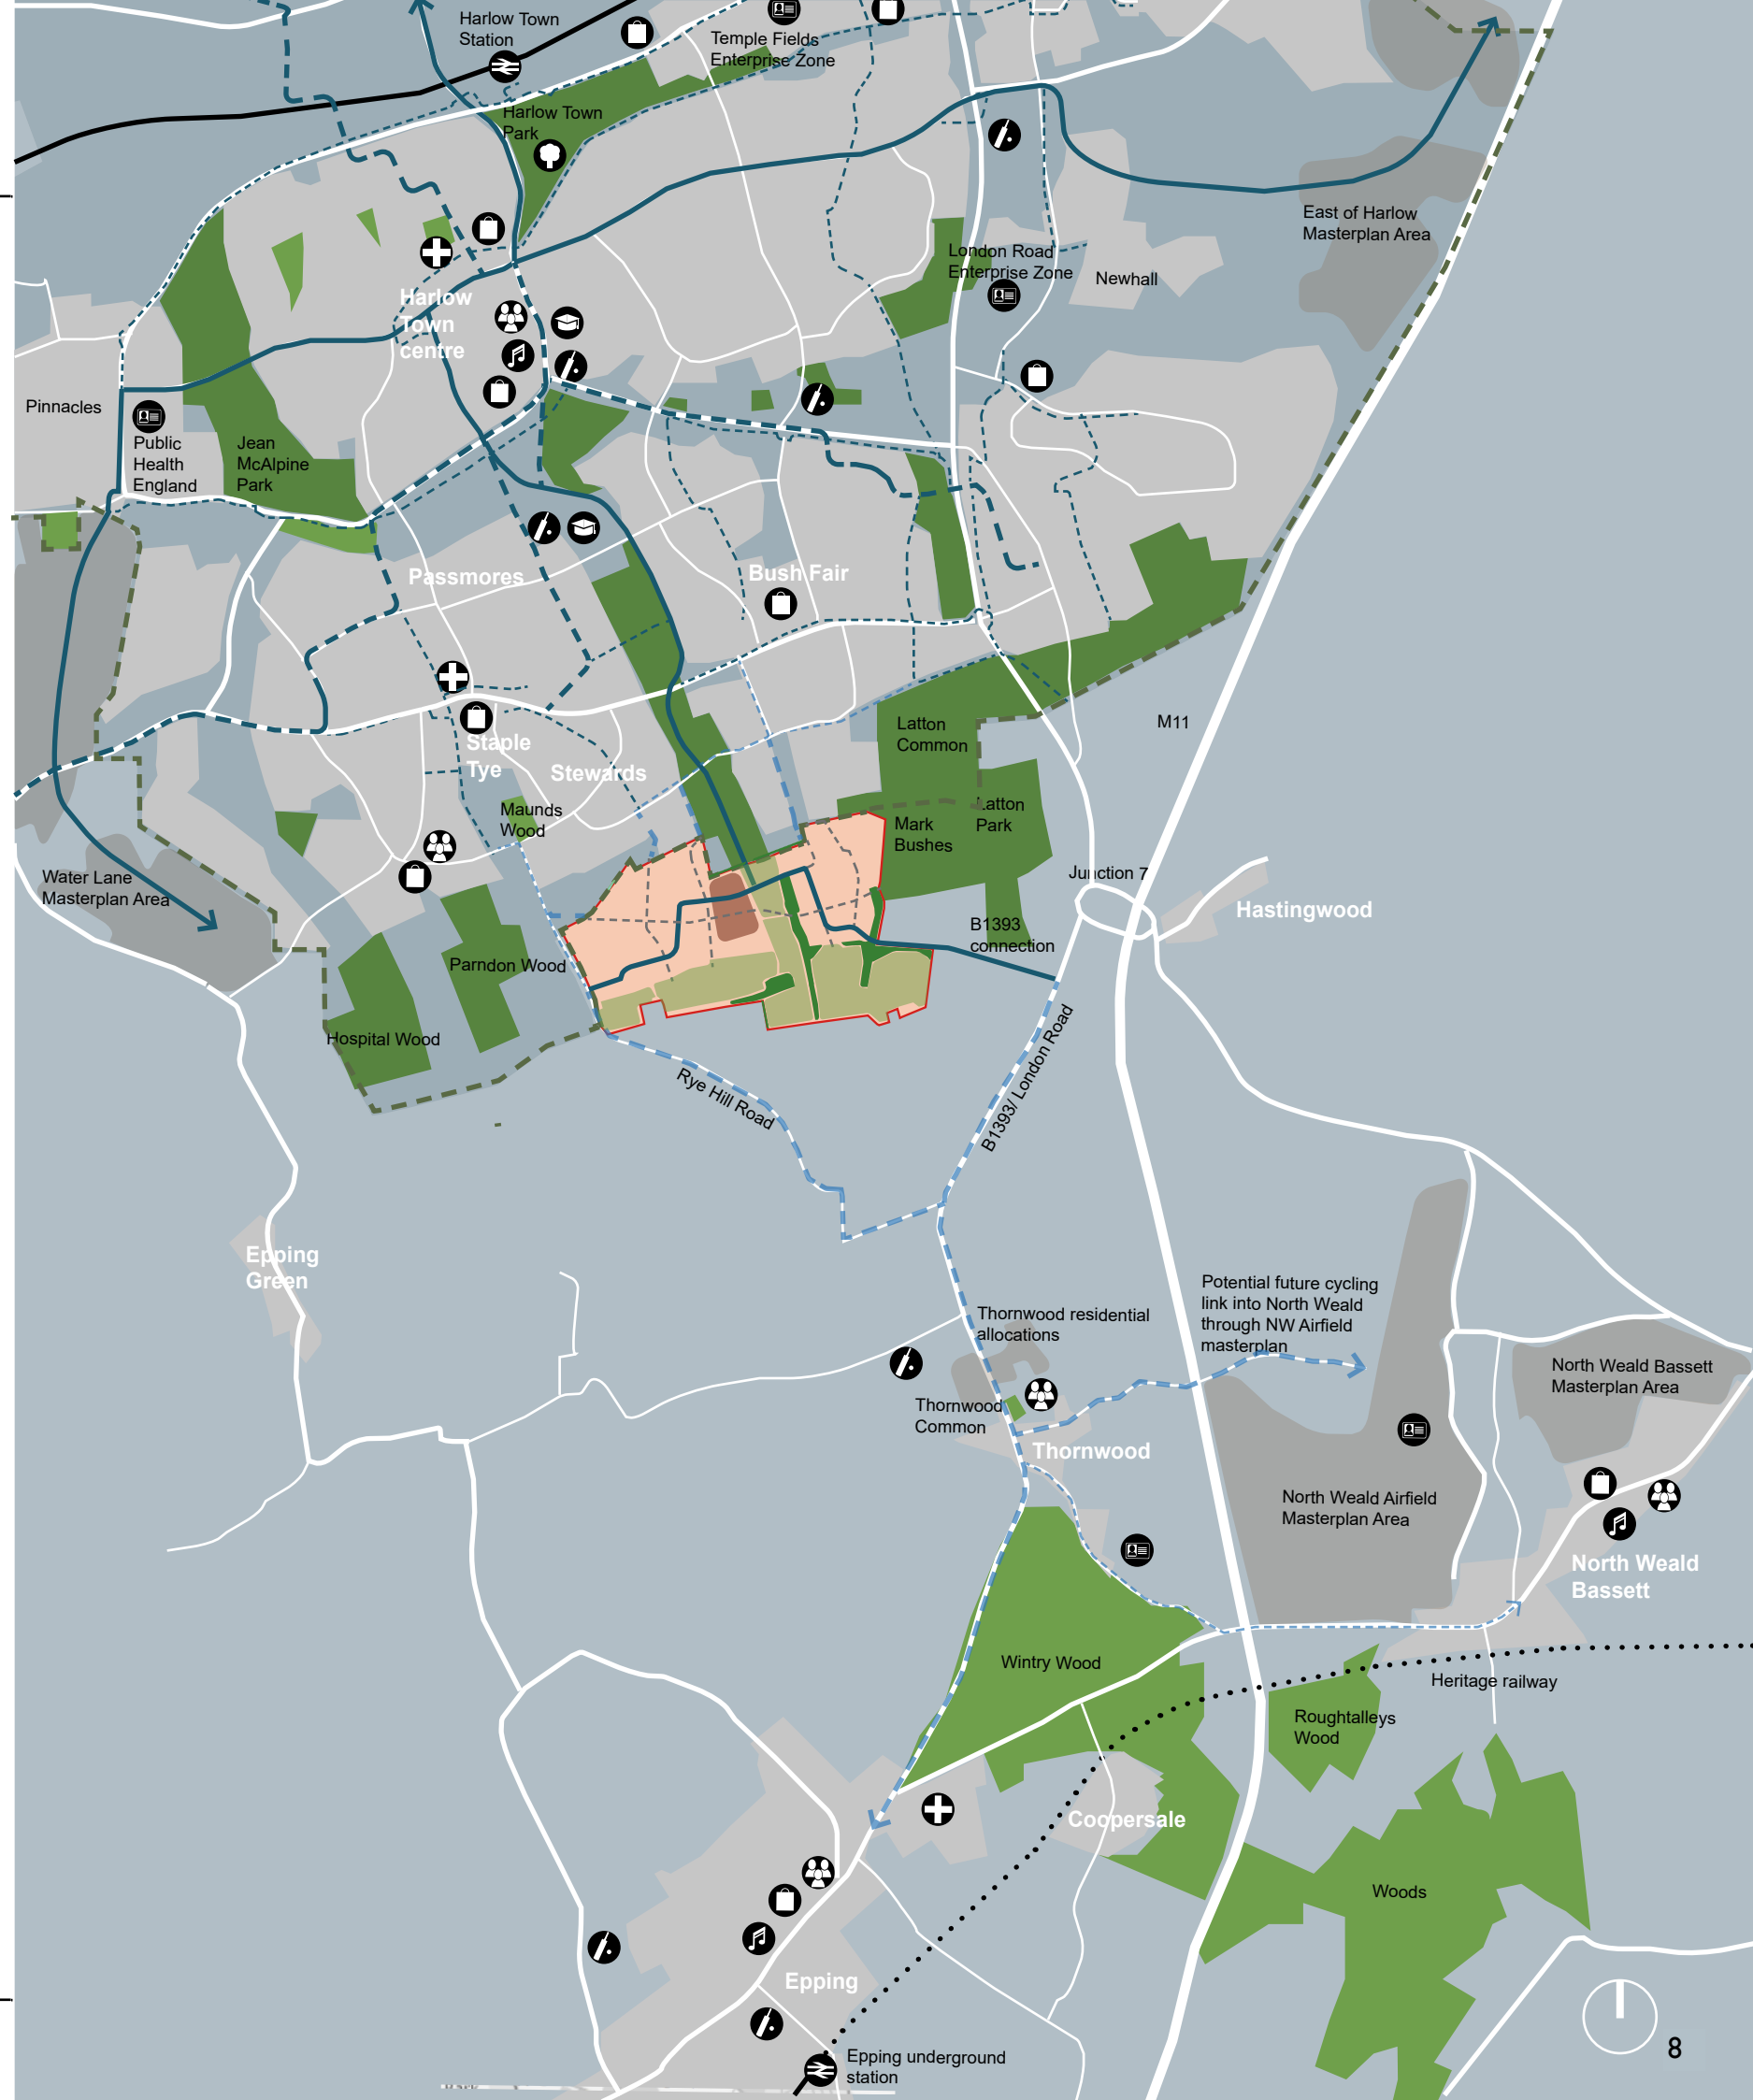 Harlow Town
Station
Temple Fields
Enterprise Zone
Harlow Town
Park
East of Harlow
Masterplan Area
London Road
Enterprise Zone
Newhall
Harlow
Town
centre
Pinnacles
Public
Health
England
Jean
McAlpine
Park
Passmores
Bush Fair
Latton
Common
M11
Staple
Tye
Stewards
Maunds
Wood
Latton
Park
Mark
Bushes
Junction 7
Water Lane
Masterplan Area
Hastingwood
B1393
connection
Parndon Wood
Hospital Wood
Rye Hill Road
B1393/ London Road
Epping
Green
Potential future cycling
link into North Weald
through NW Airfield
masterplan
Thornwood residential
allocations
North Weald Bassett
Masterplan Area
Thornwood
Common
Thornwood
North Weald Airfield
Masterplan Area
North Weald
Bassett
Wintry Wood
Heritage railway
Roughtalleys
Wood
Coopersale
Woods
Epping
Epping underground
station
8